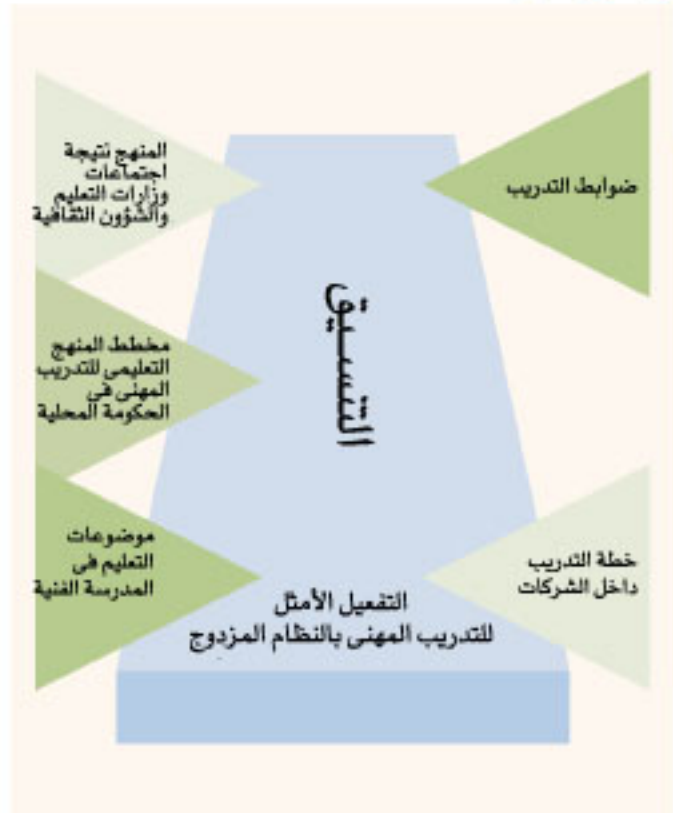 ضوابط التدريب
المنهج نتيجة
اجتماعات
وزارات التعليم
والشؤون الثقافية
التنسيق
مخطط المنهج
التعليمى للتدريب
المهنى فى
الحكومة المحلية
خطة التدريب
داخل الشركات
موضوعات
التعليم فى
المدرسة الفنية
التفعيل الأمثل
للتدريب المهنى بالنظام المزدوج